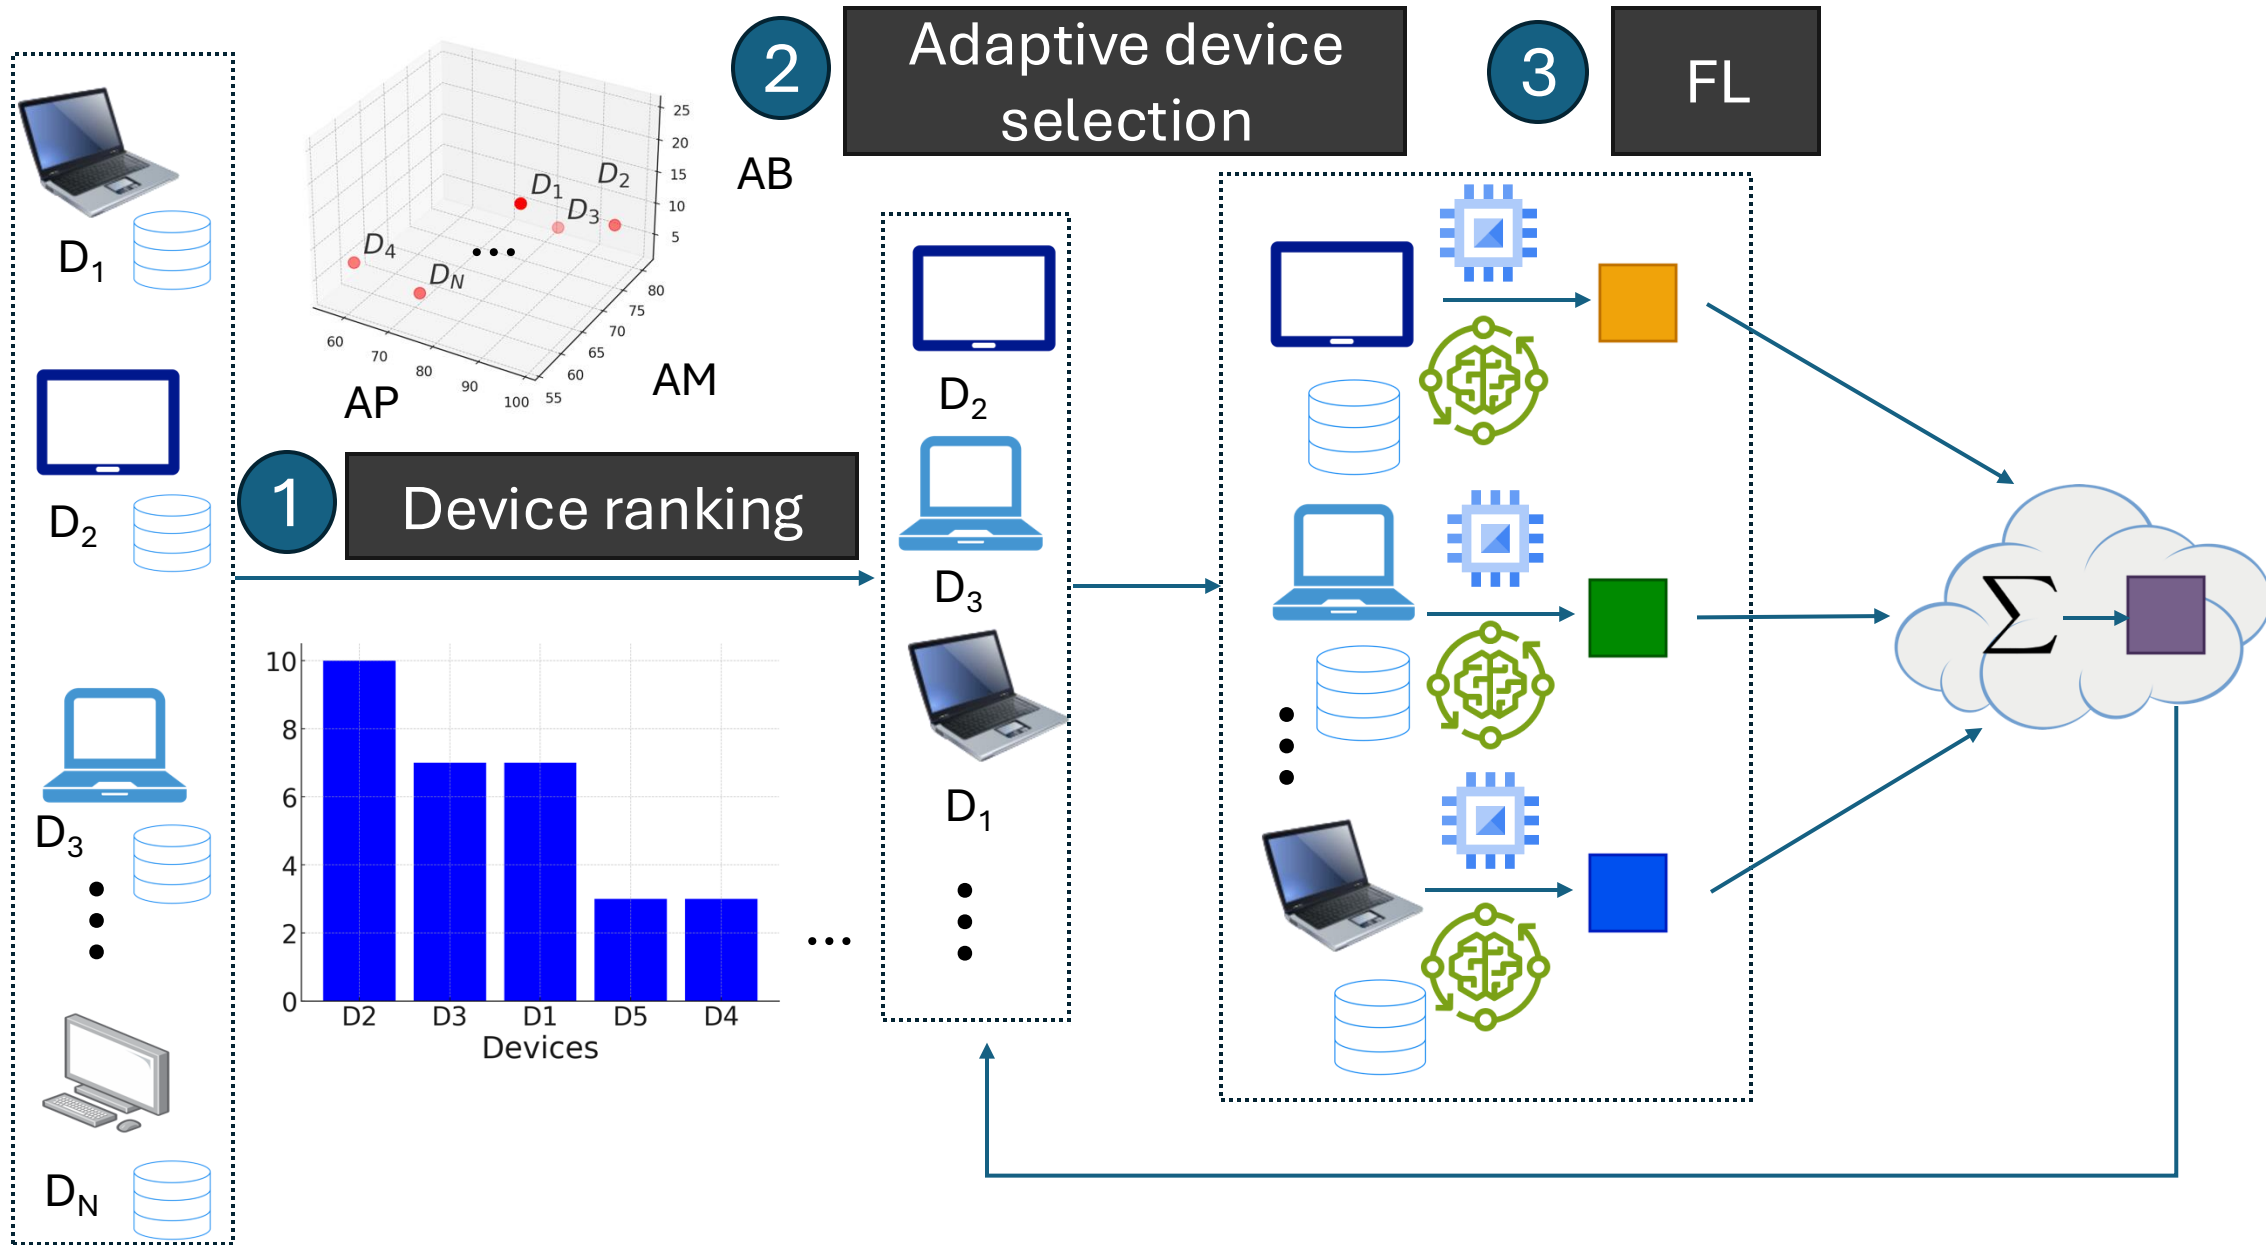 D1
D2
D3
DN
25
20
15
10
5
AB
D1
D2
D3
D4
...
DN
80
75
70
65
60
55
60
70
80
90
100
AP
AM
1
Device ranking
10
8
6
4
2
0
D2 D3 D1 D5 D4
Devices
...
2
Adaptive device
selection
D2
D3
D1
3
FL
Σ